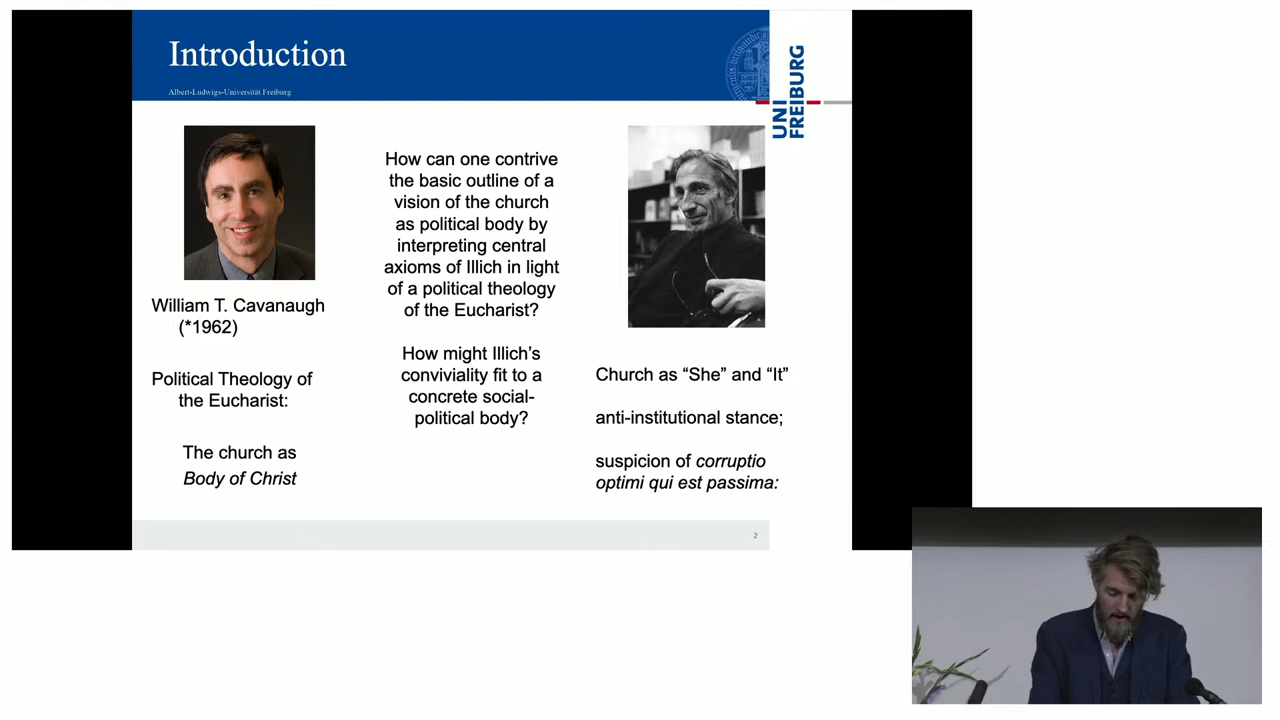 Introduction
Albert-Ludwigs-Universität Freiburg
UNI
FREIBURG
William T. Cavanaugh
(*1962)
Political Theology of
the Eucharist:
The church as
Body of Christ
How can one contrive
the basic outline of a
vision of the church
as political body by
interpreting central
axioms of Illich in light
of a political theology
of the Eucharist?
How might Illich’s
conviviality fit to a
concrete social-
political body?
Church as “She” and “It”
anti-institutional stance;
suspicion of corruptio
optimi qui est passima:
2